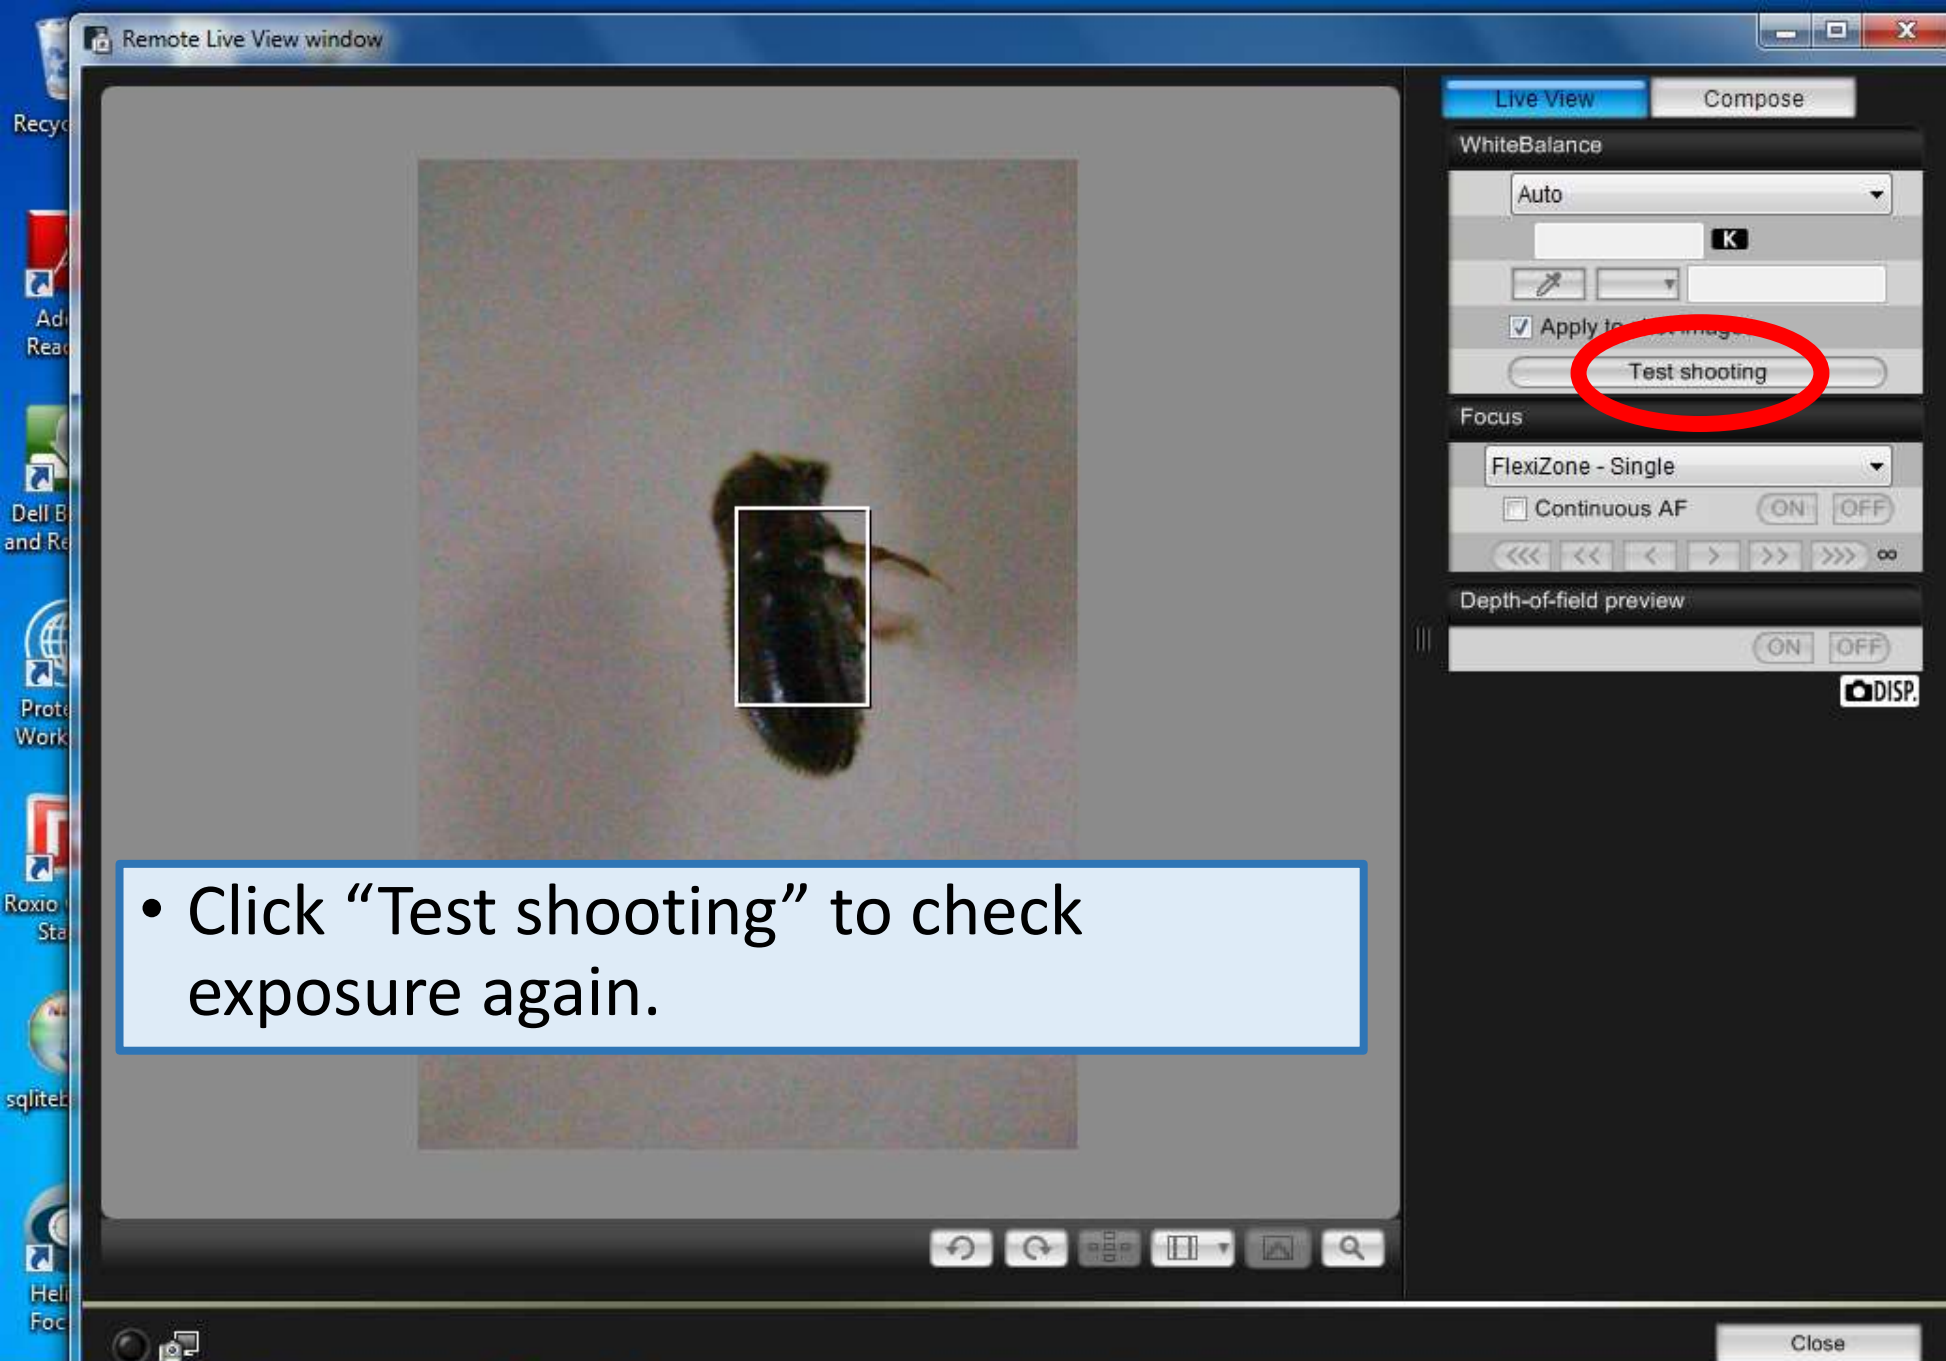 Remote Live View window
Live View
Compose
WhiteBalance
Auto
K
Apply to
Test shooting
Focus
FlexiZone - Single
Continuous AF
ON OFF
<<< << < > >> >>> ∞
Depth-of-field preview
ON OFF
DISP.
• Click “Test shooting” to check
exposure again.
Close
Recyc
Ad
Read
Dell B
and Re
Prote
Work
Roxio
Sta
sqliteb
Heli
Foc